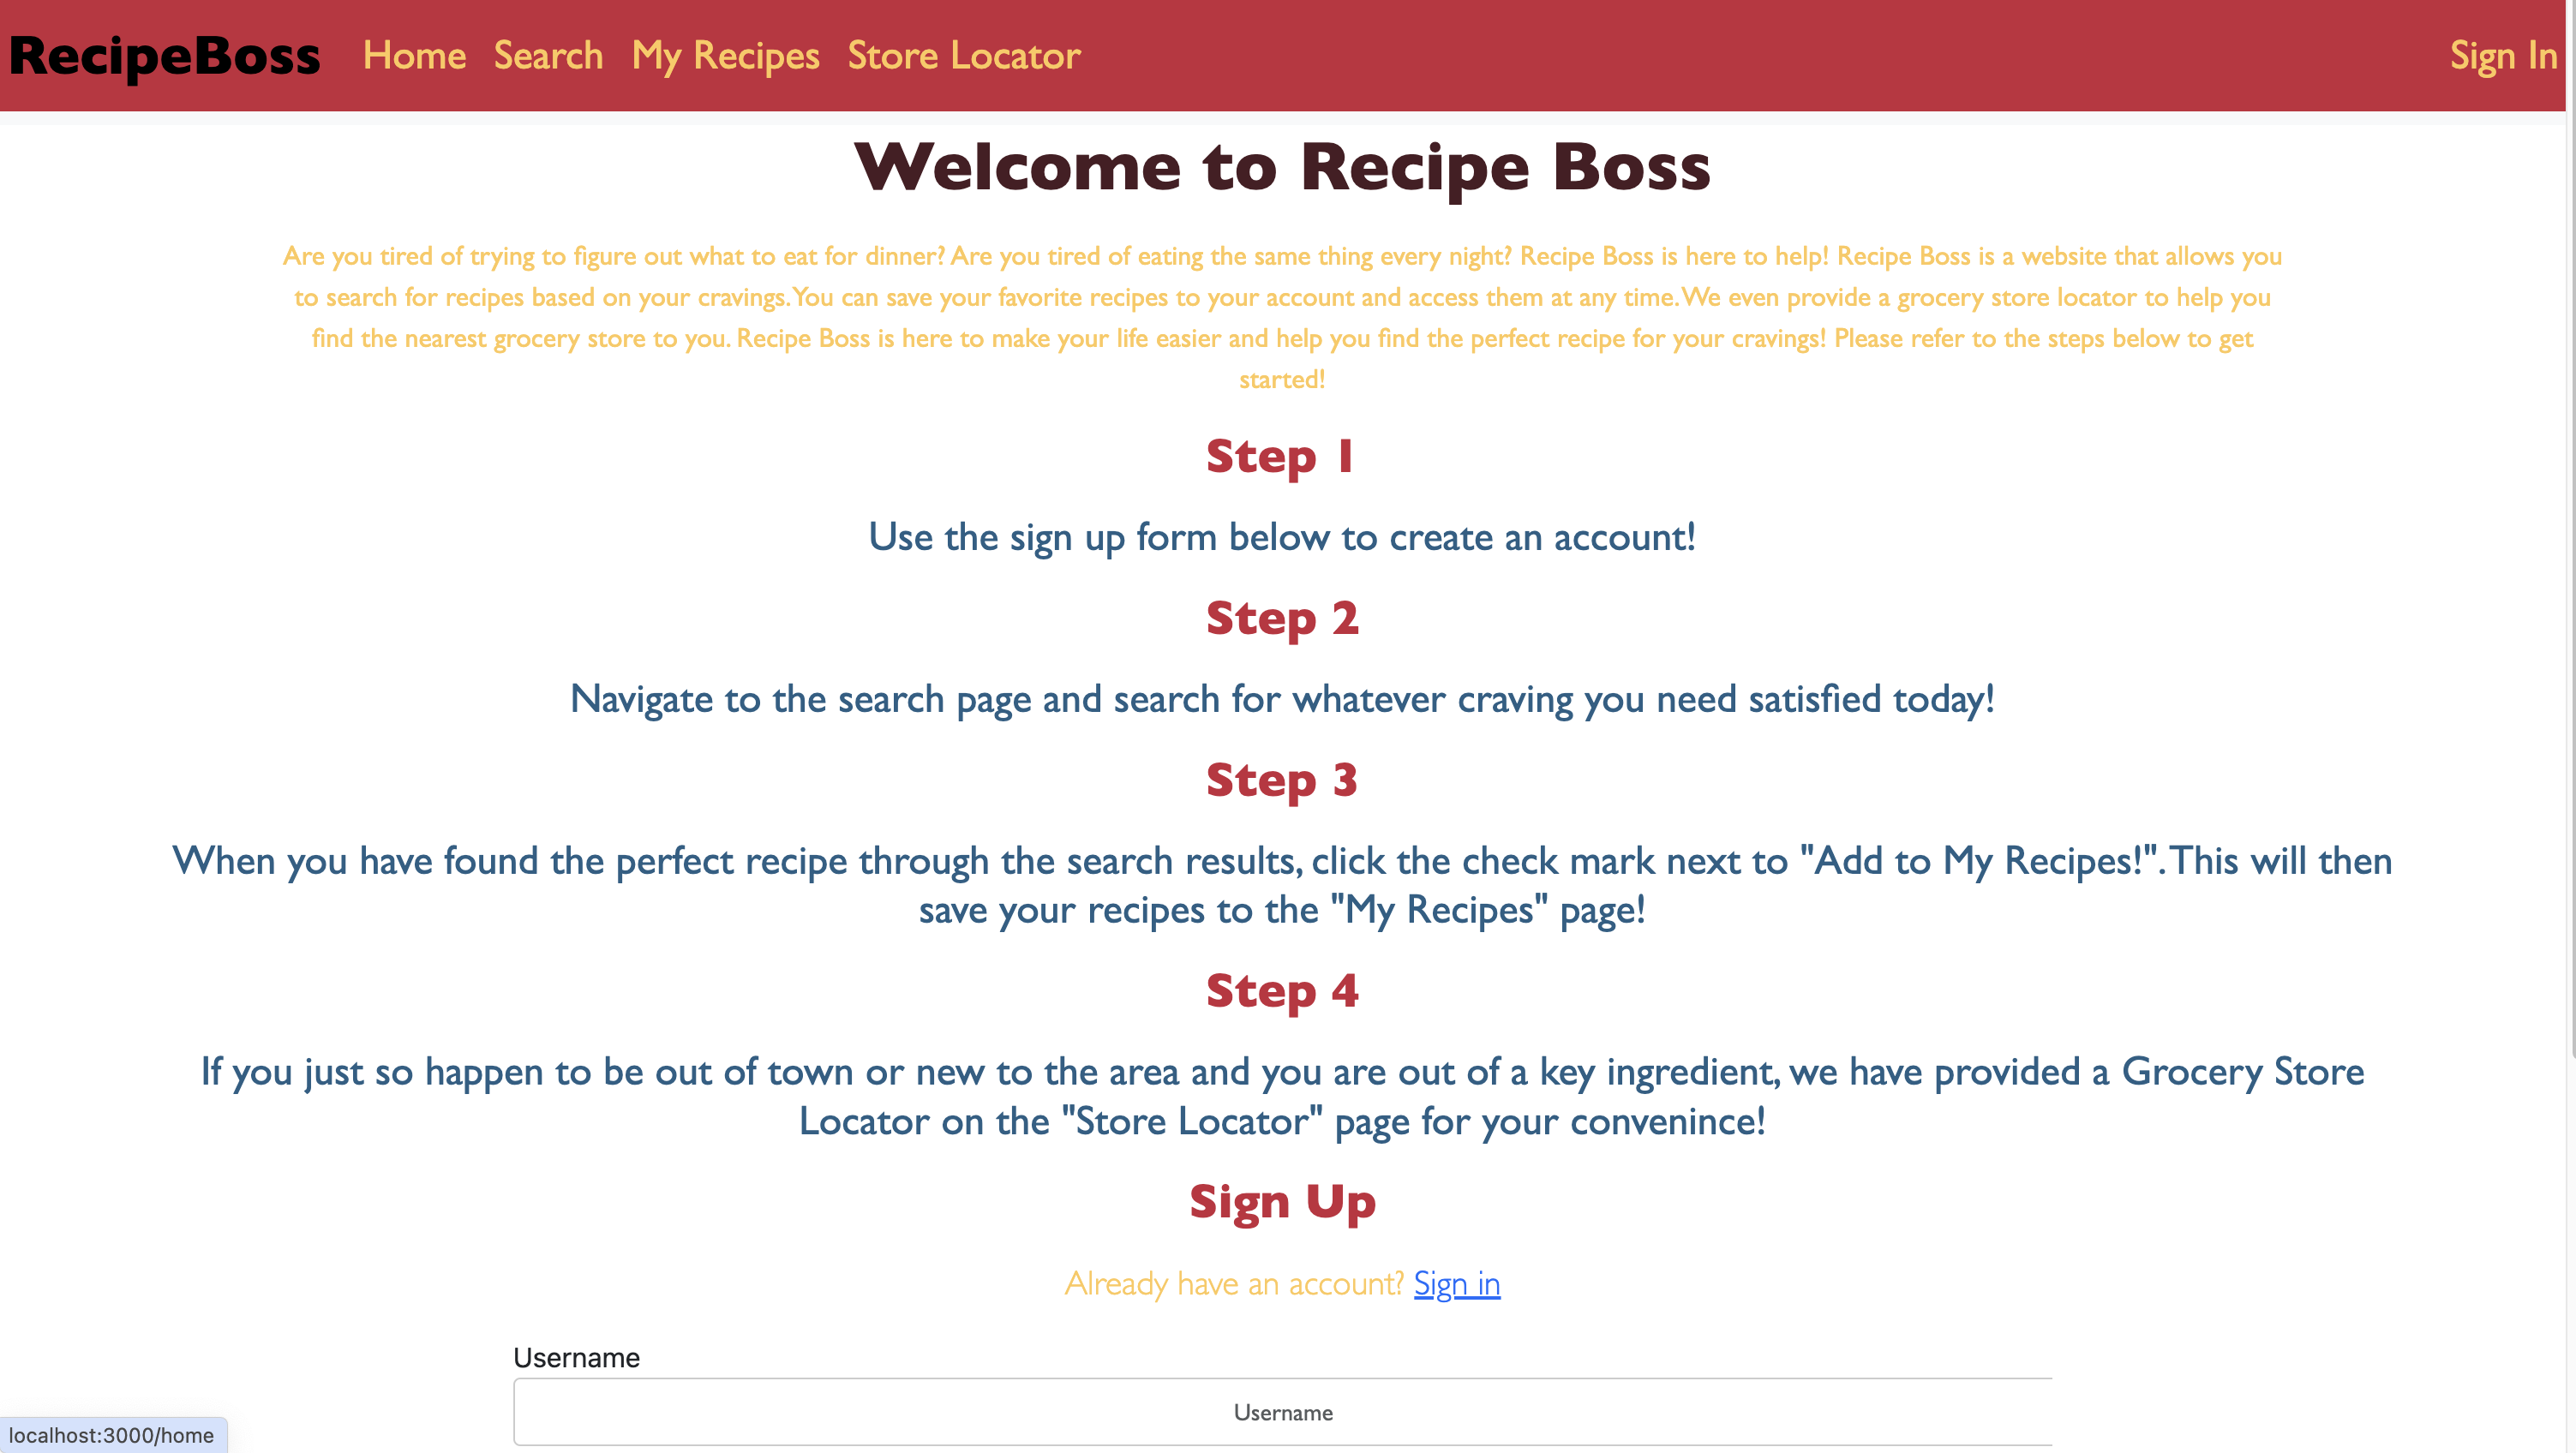 RecipeBoss Home Search My Recipes Store Locator Sign In
Welcome to Recipe Boss
Are you tired of trying to figure out what to eat for dinner? Are you tired of eating the same thing every night? Recipe Boss is here to help! Recipe Boss is a website that allows you
to search for recipes based on your cravings. You can save your favorite recipes to your account and access them at any time. We even provide a grocery store locator to help you
find the nearest grocery store to you. Recipe Boss is here to make your life easier and help you find the perfect recipe for your cravings! Please refer to the steps below to get
started!
Step 1
Use the sign up form below to create an account!
Step 2
Navigate to the search page and search for whatever craving you need satisfied today!
Step 3
When you have found the perfect recipe through the search results, click the check mark next to "Add to My Recipes!". This will then
save your recipes to the "My Recipes" page!
Step 4
If you just so happen to be out of town or new to the area and you are out of a key ingredient, we have provided a Grocery Store
Locator on the "Store Locator" page for your convenince!
Sign Up
Already have an account? Sign in
Username
Username
localhost:3000/home